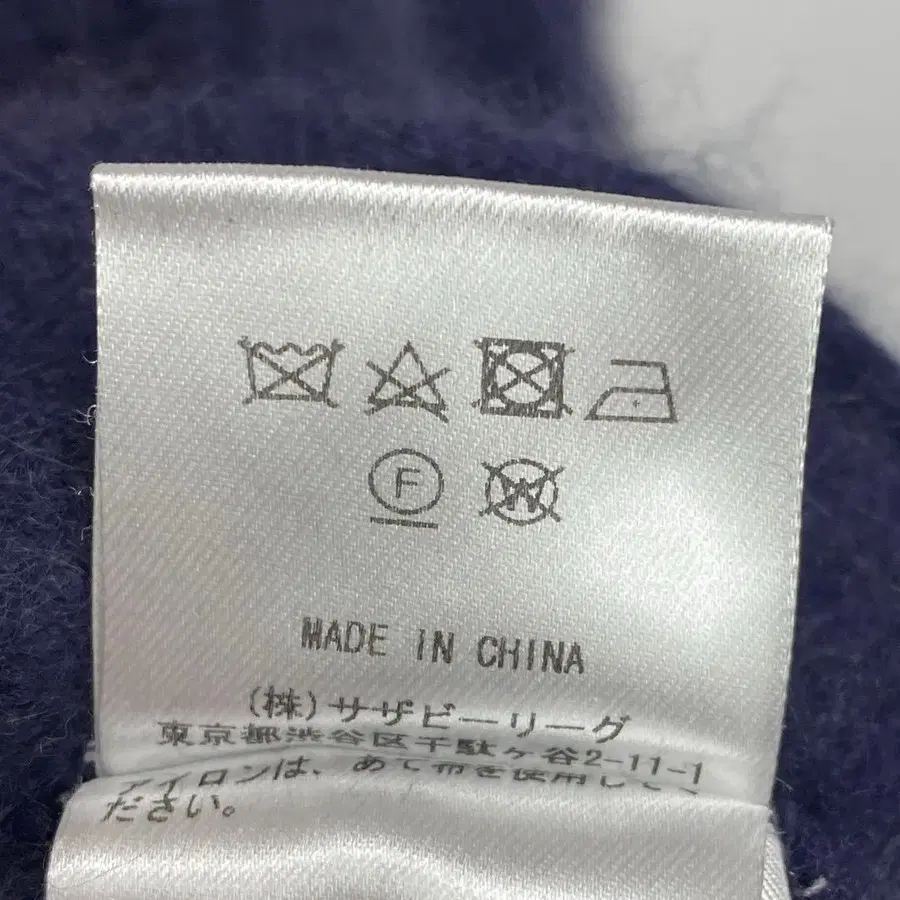 F
W
MADE IN CHINA
(株)サザビーリーグ
東京都渋谷区千駄ヶ谷2-11-1
アイロンは、あて布を使用してく
ださい。